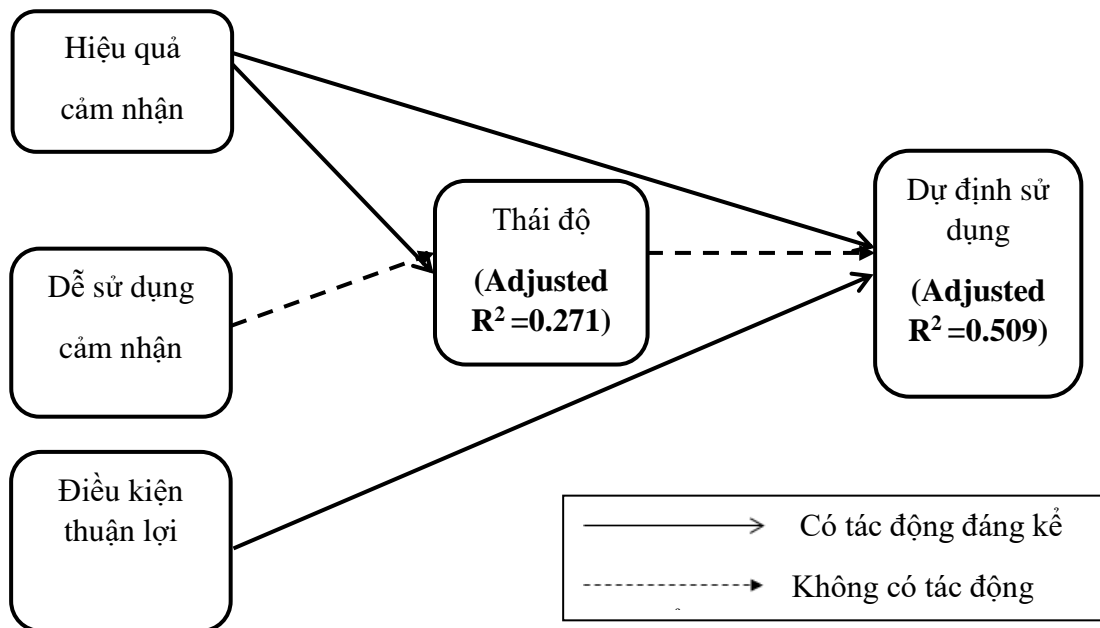 Hiệu quả
cảm nhận
Thái độ
(Adjusted
R² =0.271)
Dự định sử
dụng
(Adjusted
R² =0.509)
Dễ sử dụng
cảm nhận
Điều kiện
thuận lợi
Có tác động đáng kể
Không có tác động